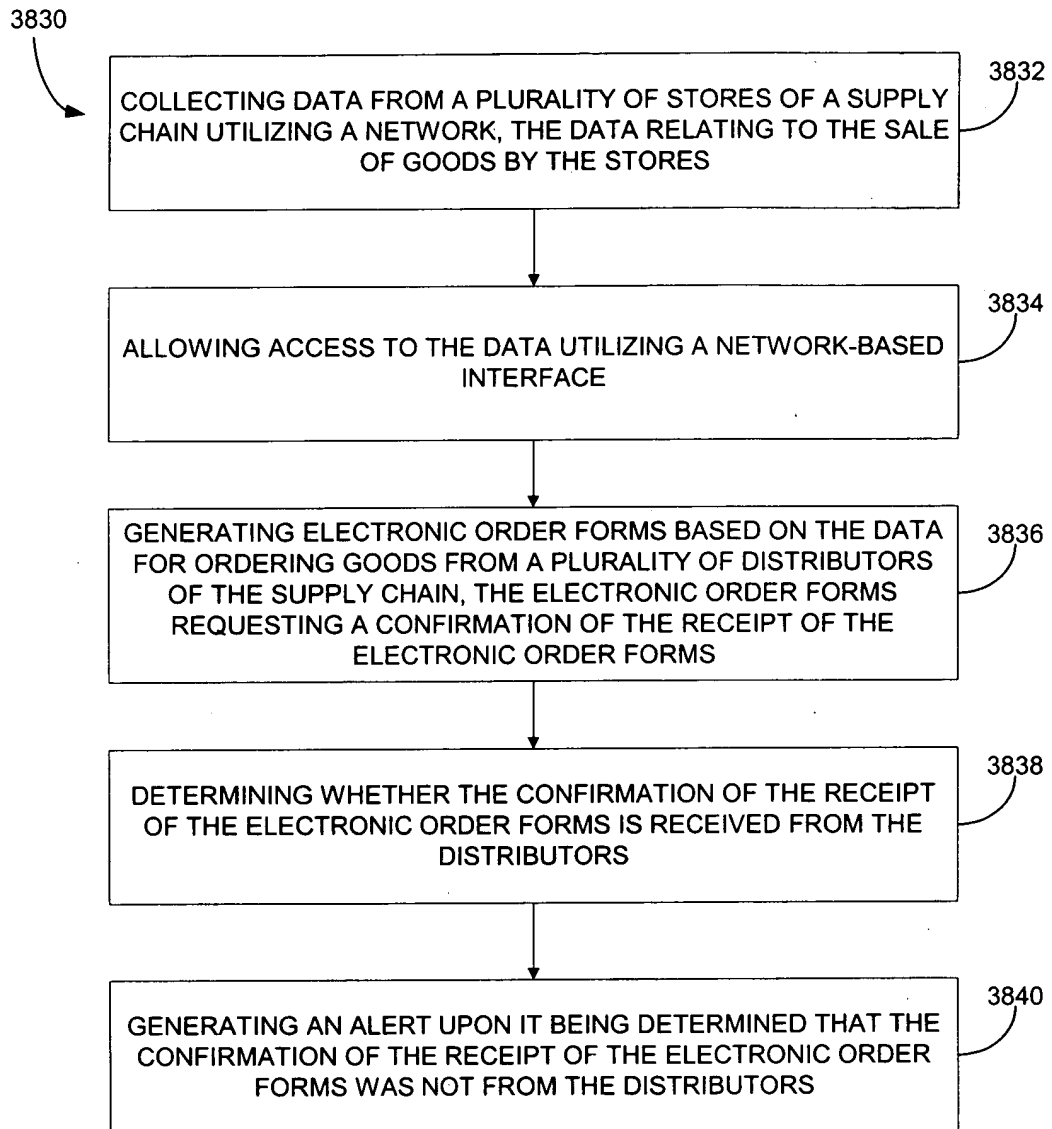 3830
3832
COLLECTING DATA FROM A PLURALITY OF STORES OF A SUPPLY
CHAIN UTILIZING A NETWORK, THE DATA RELATING TO THE SALE
OF GOODS BY THE STORES
3834
ALLOWING ACCESS TO THE DATA UTILIZING A NETWORK-BASED
INTERFACE
3836
GENERATING ELECTRONIC ORDER FORMS BASED ON THE DATA
FOR ORDERING GOODS FROM A PLURALITY OF DISTRIBUTORS
OF THE SUPPLY CHAIN, THE ELECTRONIC ORDER FORMS
REQUESTING A CONFIRMATION OF THE RECEIPT OF THE
ELECTRONIC ORDER FORMS
3838
DETERMINING WHETHER THE CONFIRMATION OF THE RECEIPT
OF THE ELECTRONIC ORDER FORMS IS RECEIVED FROM THE
DISTRIBUTORS
3840
GENERATING AN ALERT UPON IT BEING DETERMINED THAT THE
CONFIRMATION OF THE RECEIPT OF THE ELECTRONIC ORDER
FORMS WAS NOT FROM THE DISTRIBUTORS